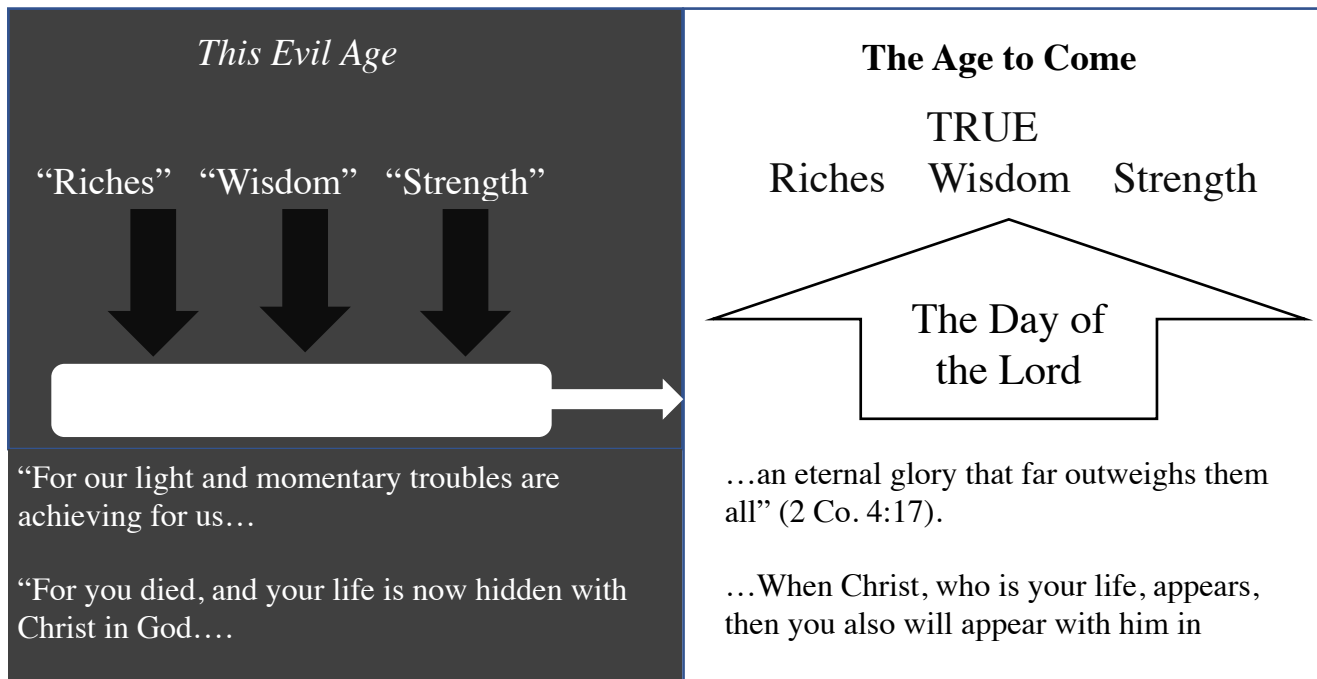 This Evil Age
“Riches” “Wisdom” “Strength”
“For our light and momentary troubles are
achieving for us…
“For you died, and your life is now hidden with
Christ in God….
The Age to Come
TRUE
Riches Wisdom Strength
The Day of
the Lord
…an eternal glory that far outweighs them
all” (2 Co. 4:17).
…When Christ, who is your life, appears,
then you also will appear with him in